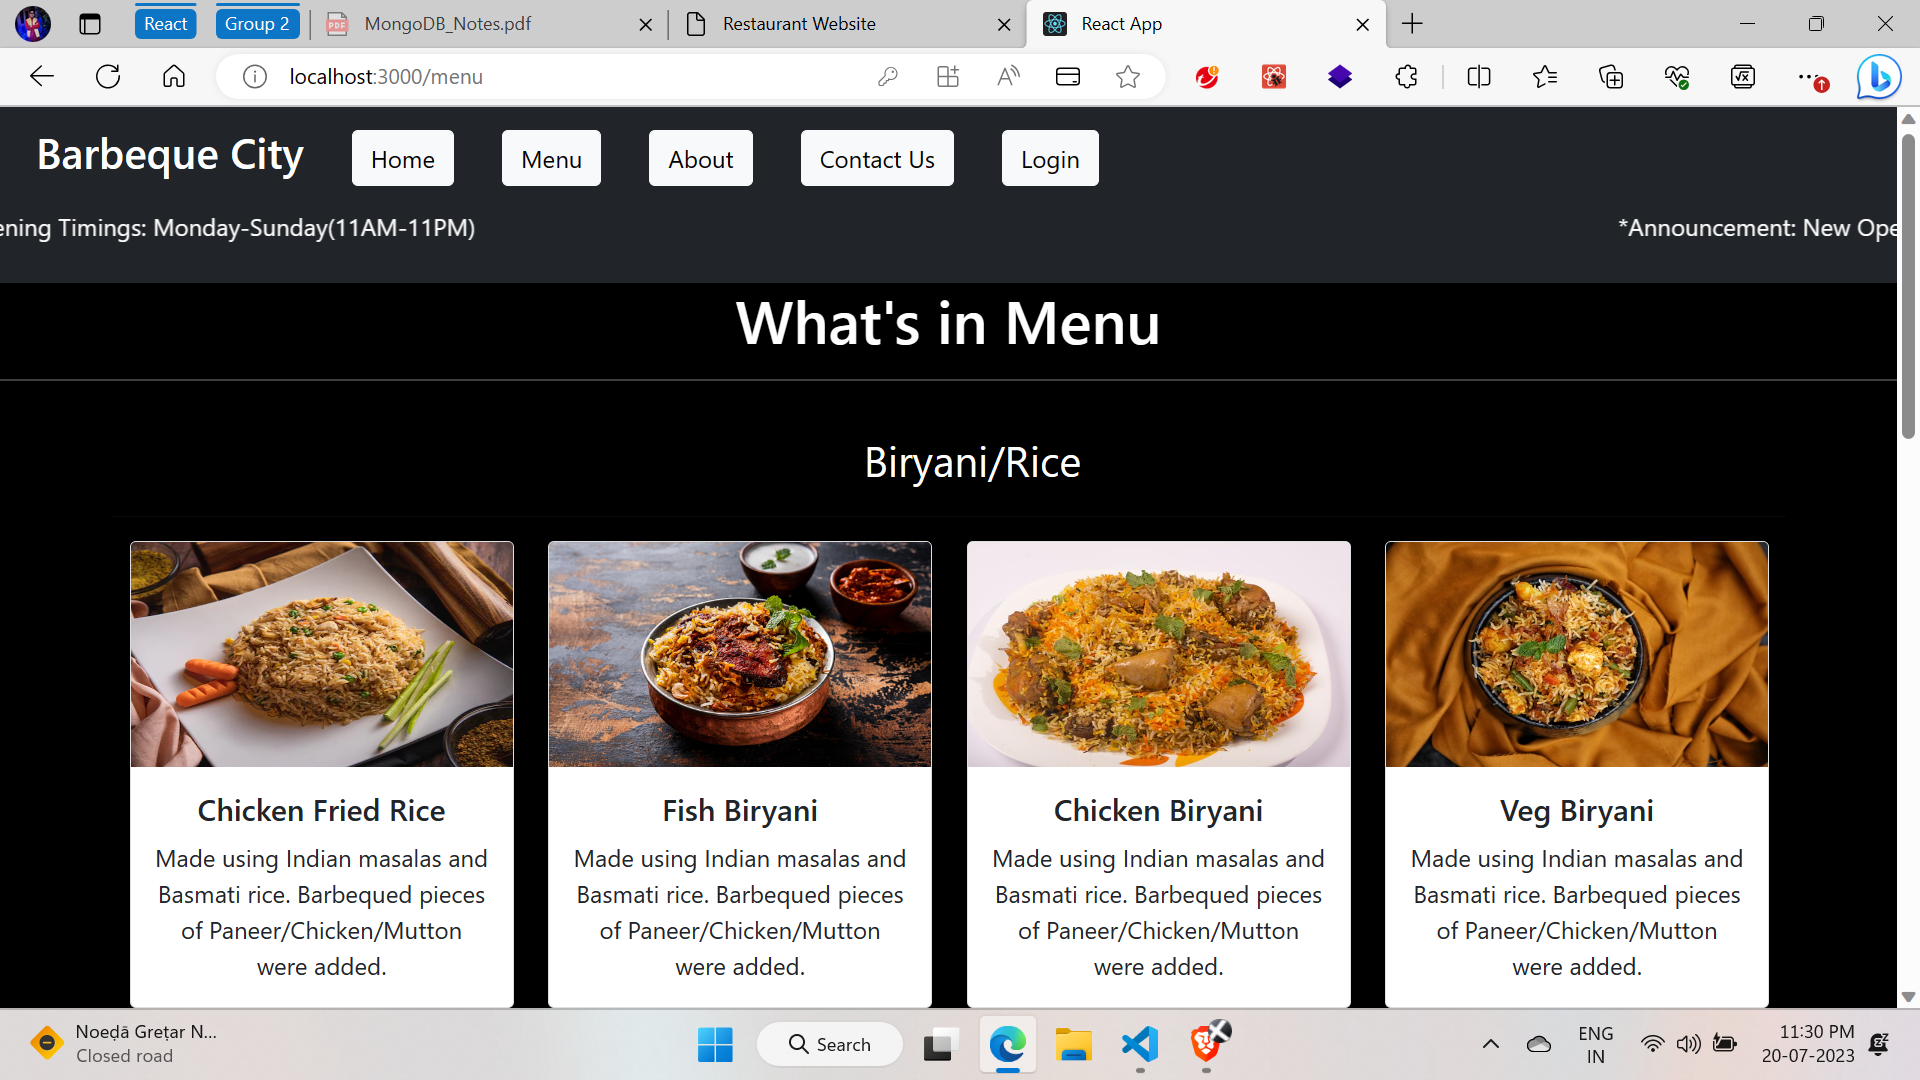 React
Group 2
MongoDB_Notes.pdf
Restaurant Website
React App
localhost:3000/menu
Barbeque City
Home
Menu
About
Contact Us
Login
ening Timings: Monday-Sunday(11AM-11PM)
*Announcement: New Ope
What's in Menu
Biryani/Rice
Chicken Fried Rice
Made using Indian masalas and
Basmati rice. Barbequed pieces
of Paneer/Chicken/Mutton
were added.
Fish Biryani
Made using Indian masalas and
Basmati rice. Barbequed pieces
of Paneer/Chicken/Mutton
were added.
Chicken Biryani
Made using Indian masalas and
Basmati rice. Barbequed pieces
of Paneer/Chicken/Mutton
were added.
Veg Biryani
Made using Indian masalas and
Basmati rice. Barbequed pieces
of Paneer/Chicken/Mutton
were added.
Noeḍā Greṭar N...
Closed road
Search
ENG
IN
11:30 PM
20-07-2023